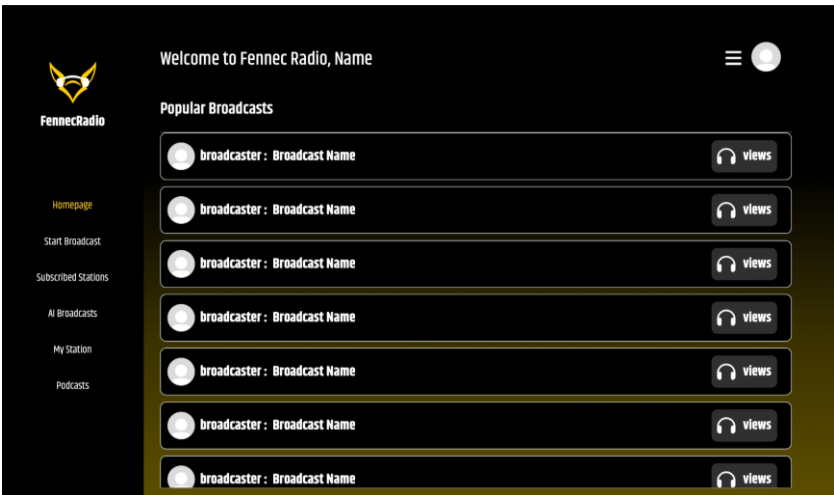 FennecRadio
Homepage
Start Broadcast
Subscribed Stations
AI Broadcasts
My Station
Podcasts
Welcome to Fennec Radio, Name
Popular Broadcasts
broadcaster : Broadcast Name views
broadcaster : Broadcast Name views
broadcaster : Broadcast Name views
broadcaster : Broadcast Name views
broadcaster : Broadcast Name views
broadcaster : Broadcast Name views
broadcaster : Broadcast Name views